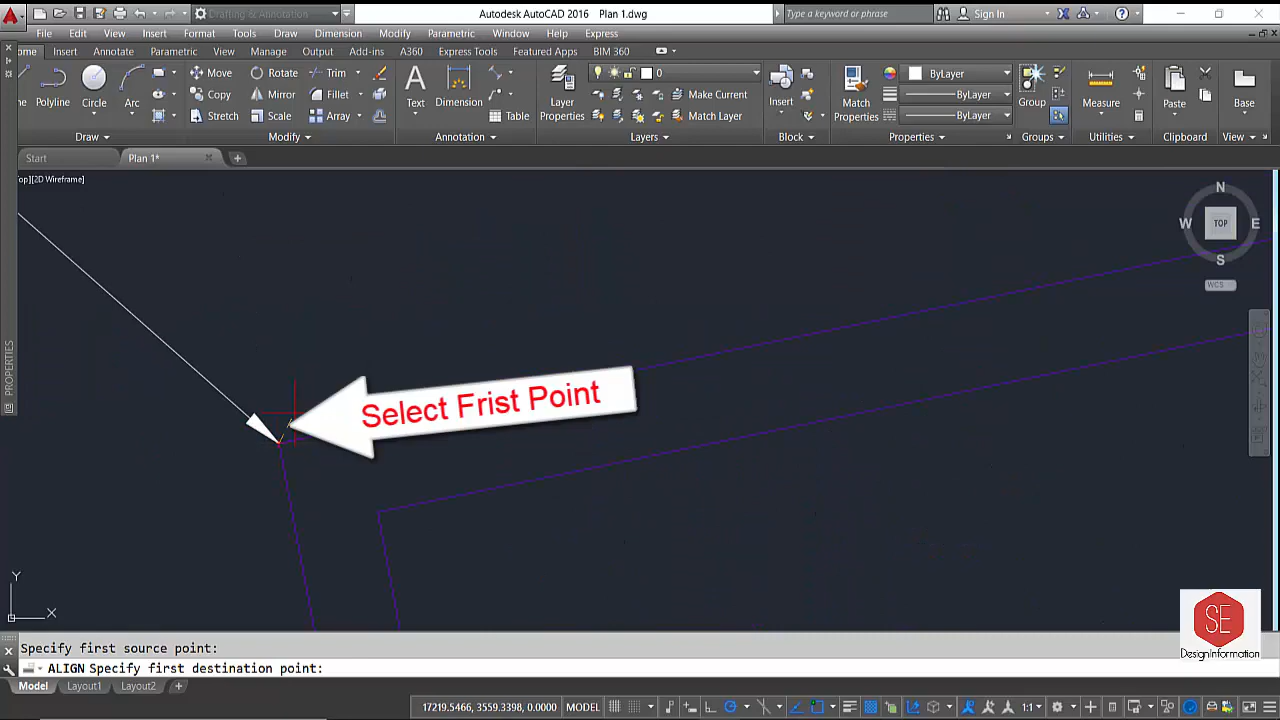 Drafting & Annotation
Autodesk AutoCAD 2016 Plan 1.dwg
Type a keyword or phrase
Sign In
File Edit View Insert Format Tools Draw Dimension Modify Parametric Window Help Express
ome Insert Annotate Parametric View Manage Output Add-ins A360 Express Tools Featured Apps BIM 360
Polyline Circle Arc
Draw
Move Rotate Trim
Copy Mirror Fillet
Stretch Scale Array
Modify
Text Dimension Table
Annotation
Layer Properties
0
Make Current
Match Layer
Layers
Insert
Block
Match Properties
ByLayer
ByLayer
ByLayer
Properties
Group
Groups
Measure
Utilities
Paste
Clipboard
Base
View
Start Plan 1*
op][2D Wireframe]
N
W TOP E
S
WCS
PROPERTIES
Select Frist Point
Y
X
SE
DesignInformation
Specify first source point:
ALIGN Specify first destination point:
Model Layout1 Layout2
17219.5466, 3559.3398, 0.0000 MODEL 1:1